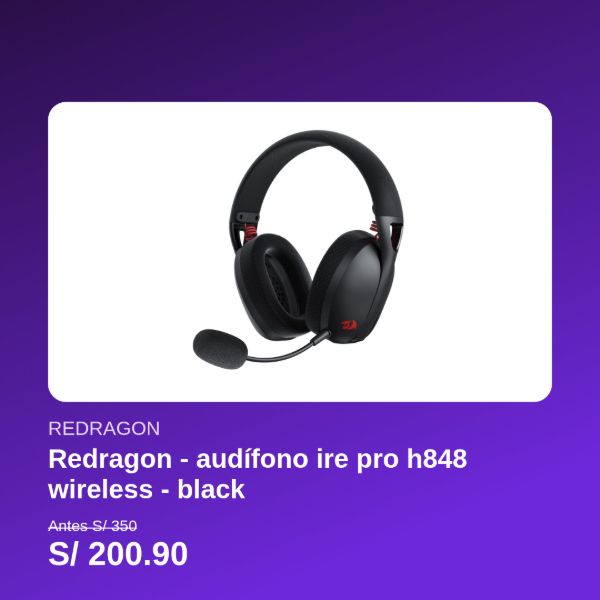 REDRAGON
Redragon - audífono ire pro h848
wireless - black
Antes S/ 350
S/ 200.90